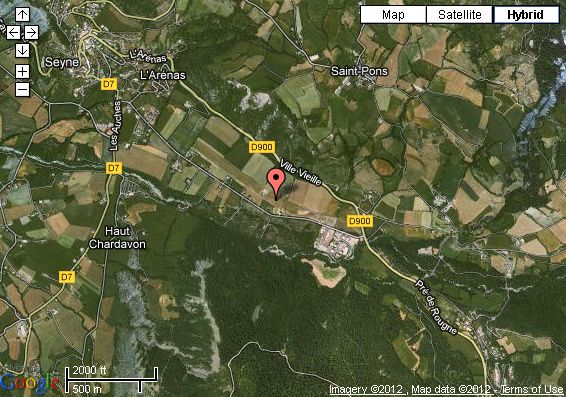 Map
Satellite
Hybrid
Seyne
L'Arenas
L'Arenas
Saint-Pons
D7
Les Auches
D900
Ville-Vieille
D7
D900
Haut
Chardavon
D7
Pré de Rougne
2000 ft
500 m
Google
Imagery ©2012 , Map data ©2012 - Terms of Use